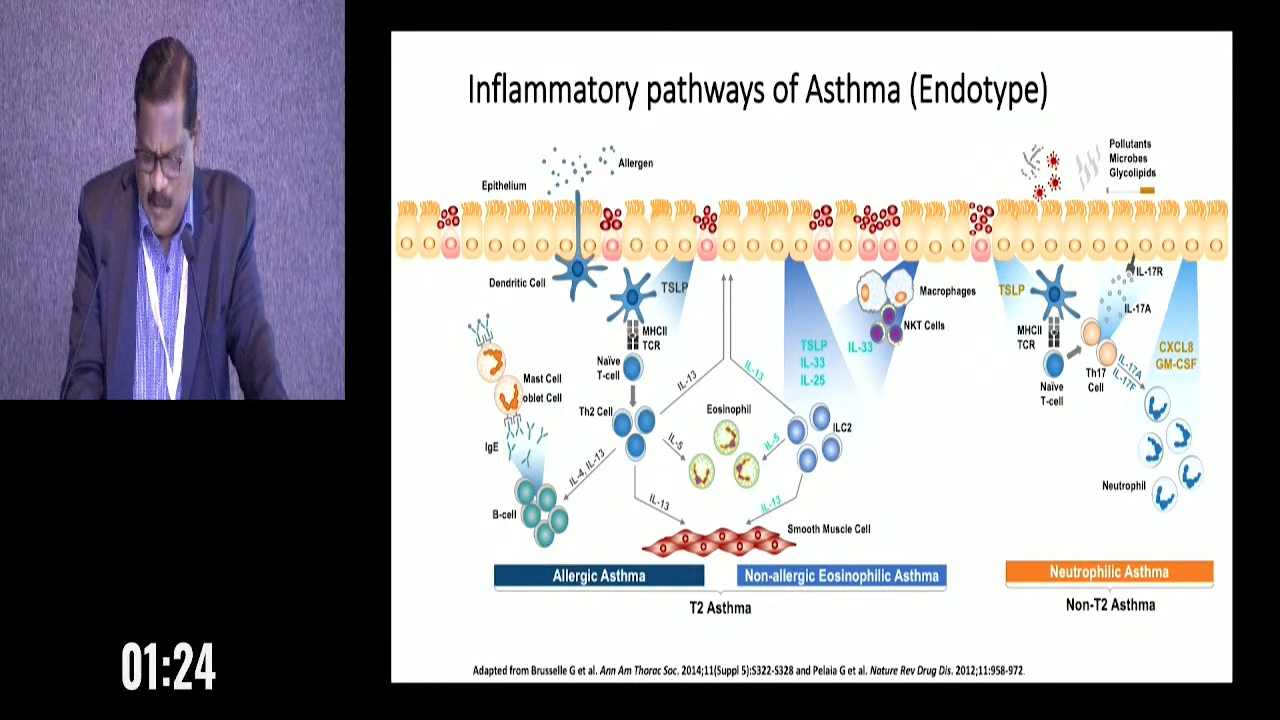 Inflammatory pathways of Asthma (Endotype)
Allergen
Epithelium
Pollutants
Microbes
Glycolipids
Dendritic Cell
TSLP
MHCII
TCR
Naïve
T-cell
Mast Cell
oblet Cell
Th2 Cell
IgE
IL-4, IL-13
B-cell
IL-13
IL-5
IL-13
Eosinophil
IL-13
IL-5
IL-13
TSLP
IL-33
IL-25
ILC2
IL-33
Macrophages
NKT Cells
Smooth Muscle Cell
TSLP
MHCII
TCR
Naïve
T-cell
IL-17R
IL-17A
Th17
Cell
IL-17A
IL-17F
CXCL8
GM-CSF
Neutrophil
Allergic Asthma
Non-allergic Eosinophilic Asthma
Neutrophilic Asthma
T2 Asthma
Non-T2 Asthma
01:24
Adapted from Brusselle G et al. Ann Am Thorac Soc. 2014;11(Suppl 5):S322-S328 and Pelaia G et al. Nature Rev Drug Dis. 2012;11:958-972.